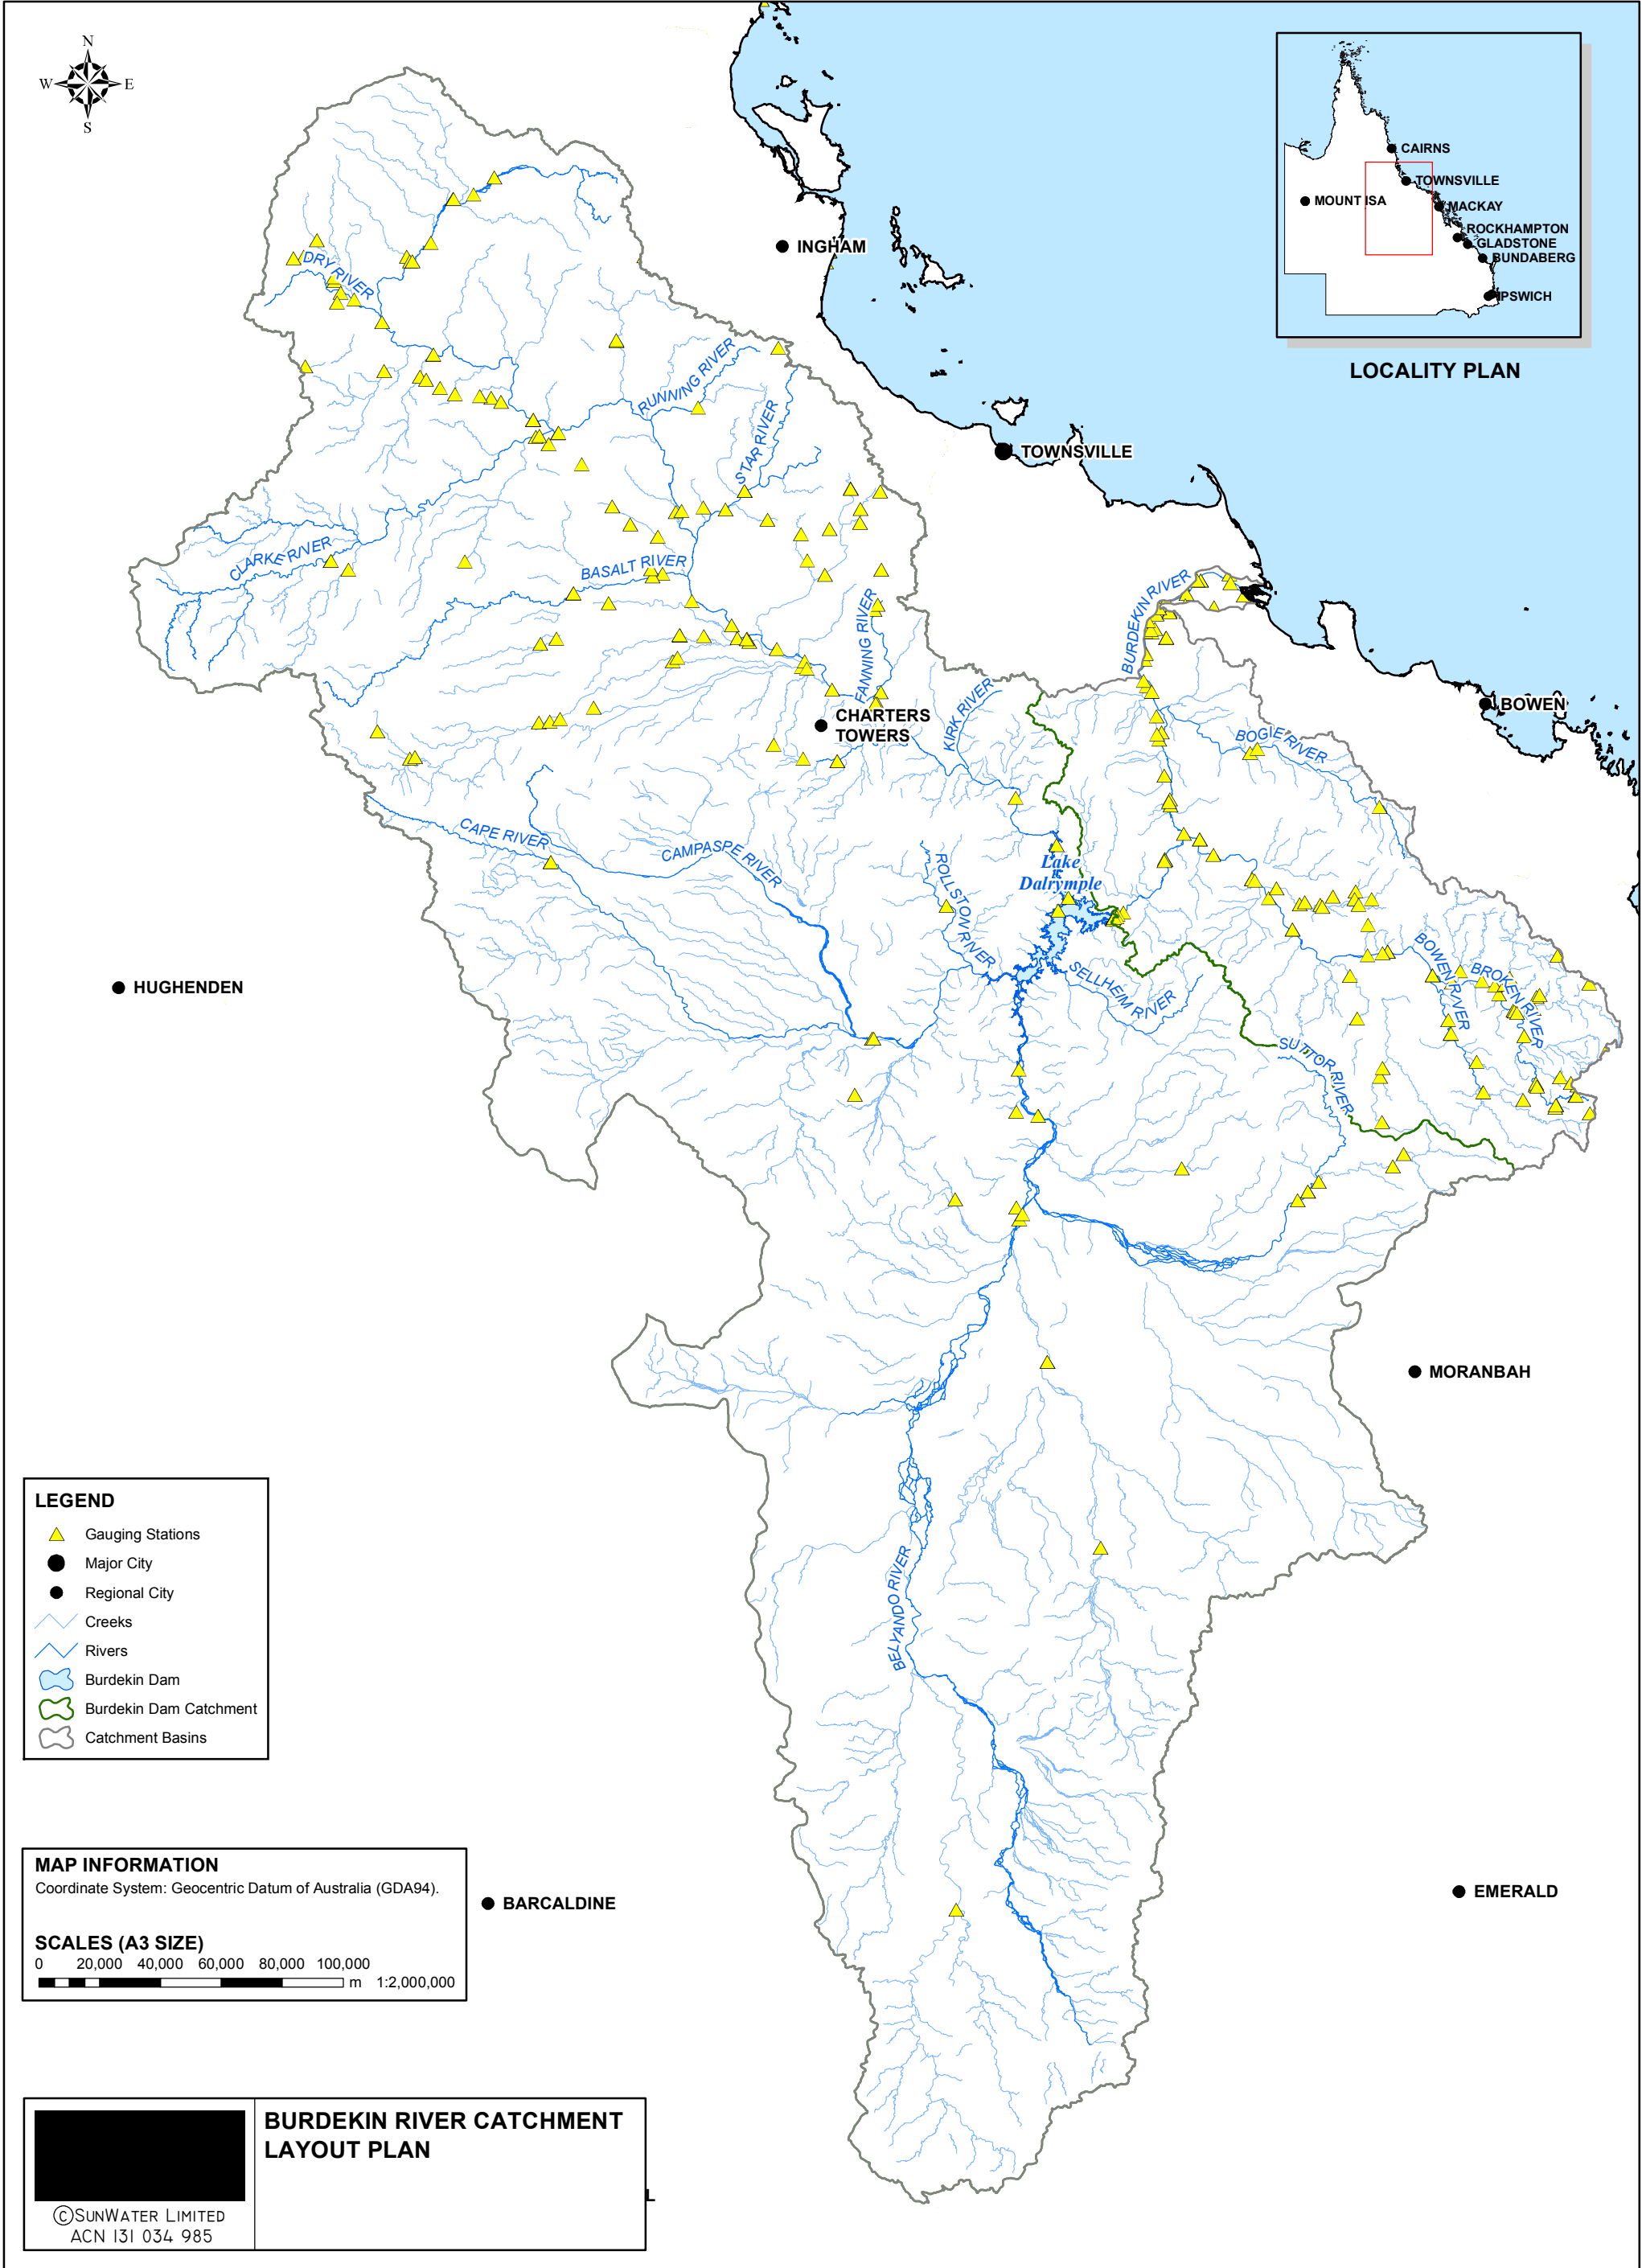 N
W
E
S
CAIRNS
TOWNSVILLE
MOUNT ISA
MACKAY
ROCKHAMPTON
GLADSTONE
BUNDABERG
IPSWICH
LOCALITY PLAN
INGHAM
DRY RIVER
RUNNING RIVER
STAR RIVER
TOWNSVILLE
CLARKE RIVER
BASALT RIVER
FANNING RIVER
BURDEKIN RIVER
KIRK RIVER
CHARTERS
TOWERS
BOWEN
BOGIE RIVER
CAPE RIVER
CAMPASPE RIVER
ROLLSTON RIVER
Lake
Dalrymple
SELLHEIM RIVER
BOWEN RIVER
BROKEN RIVER
SUTTOR RIVER
HUGHENDEN
MORANBAH
BELYANDO RIVER
LEGEND
Gauging Stations
Major City
Regional City
Creeks
Rivers
Burdekin Dam
Burdekin Dam Catchment
Catchment Basins
MAP INFORMATION
Coordinate System: Geocentric Datum of Australia (GDA94).
SCALES (A3 SIZE)
0 20,000 40,000 60,000 80,000 100,000
m 1:2,000,000
BARCALDINE
EMERALD
BURDEKIN RIVER CATCHMENT
LAYOUT PLAN
L
©SUNWATER LIMITED
ACN 131 034 985